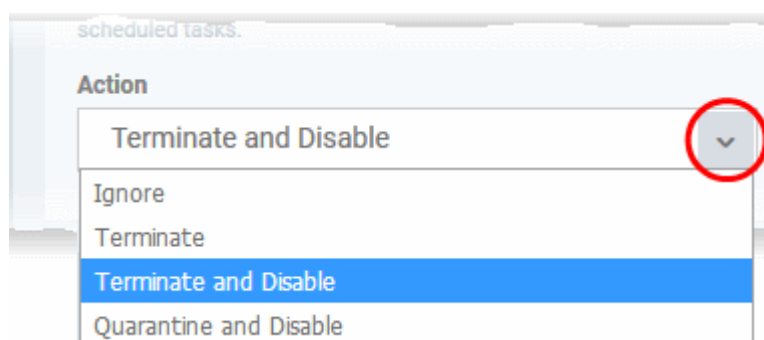 scheduled tasks.
Action
Terminate and Disable
Ignore
Terminate
Terminate and Disable
Quarantine and Disable